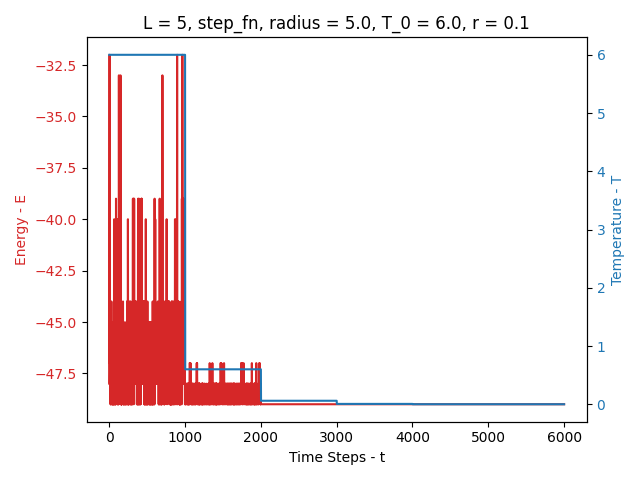 L = 5, step_fn, radius = 5.0, T_0 = 6.0, r = 0.1
−32.5
−35.0
−37.5
−40.0
−42.5
−45.0
−47.5
Energy - E
6
5
4
3
2
1
0
Temperature - T
0 1000 2000 3000 4000 5000 6000
Time Steps - t